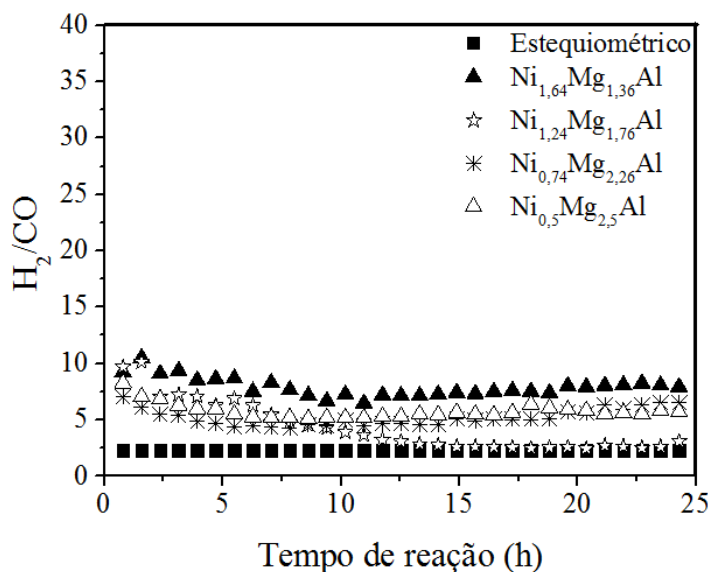 H2/CO
40
35
30
25
20
15
10
5
0
Estequiométrico
Ni1,64Mg1,36Al
Ni1,24Mg1,76Al
Ni0,74Mg2,26Al
Ni0,5Mg2,5Al
0 5 10 15 20 25
Tempo de reação (h)